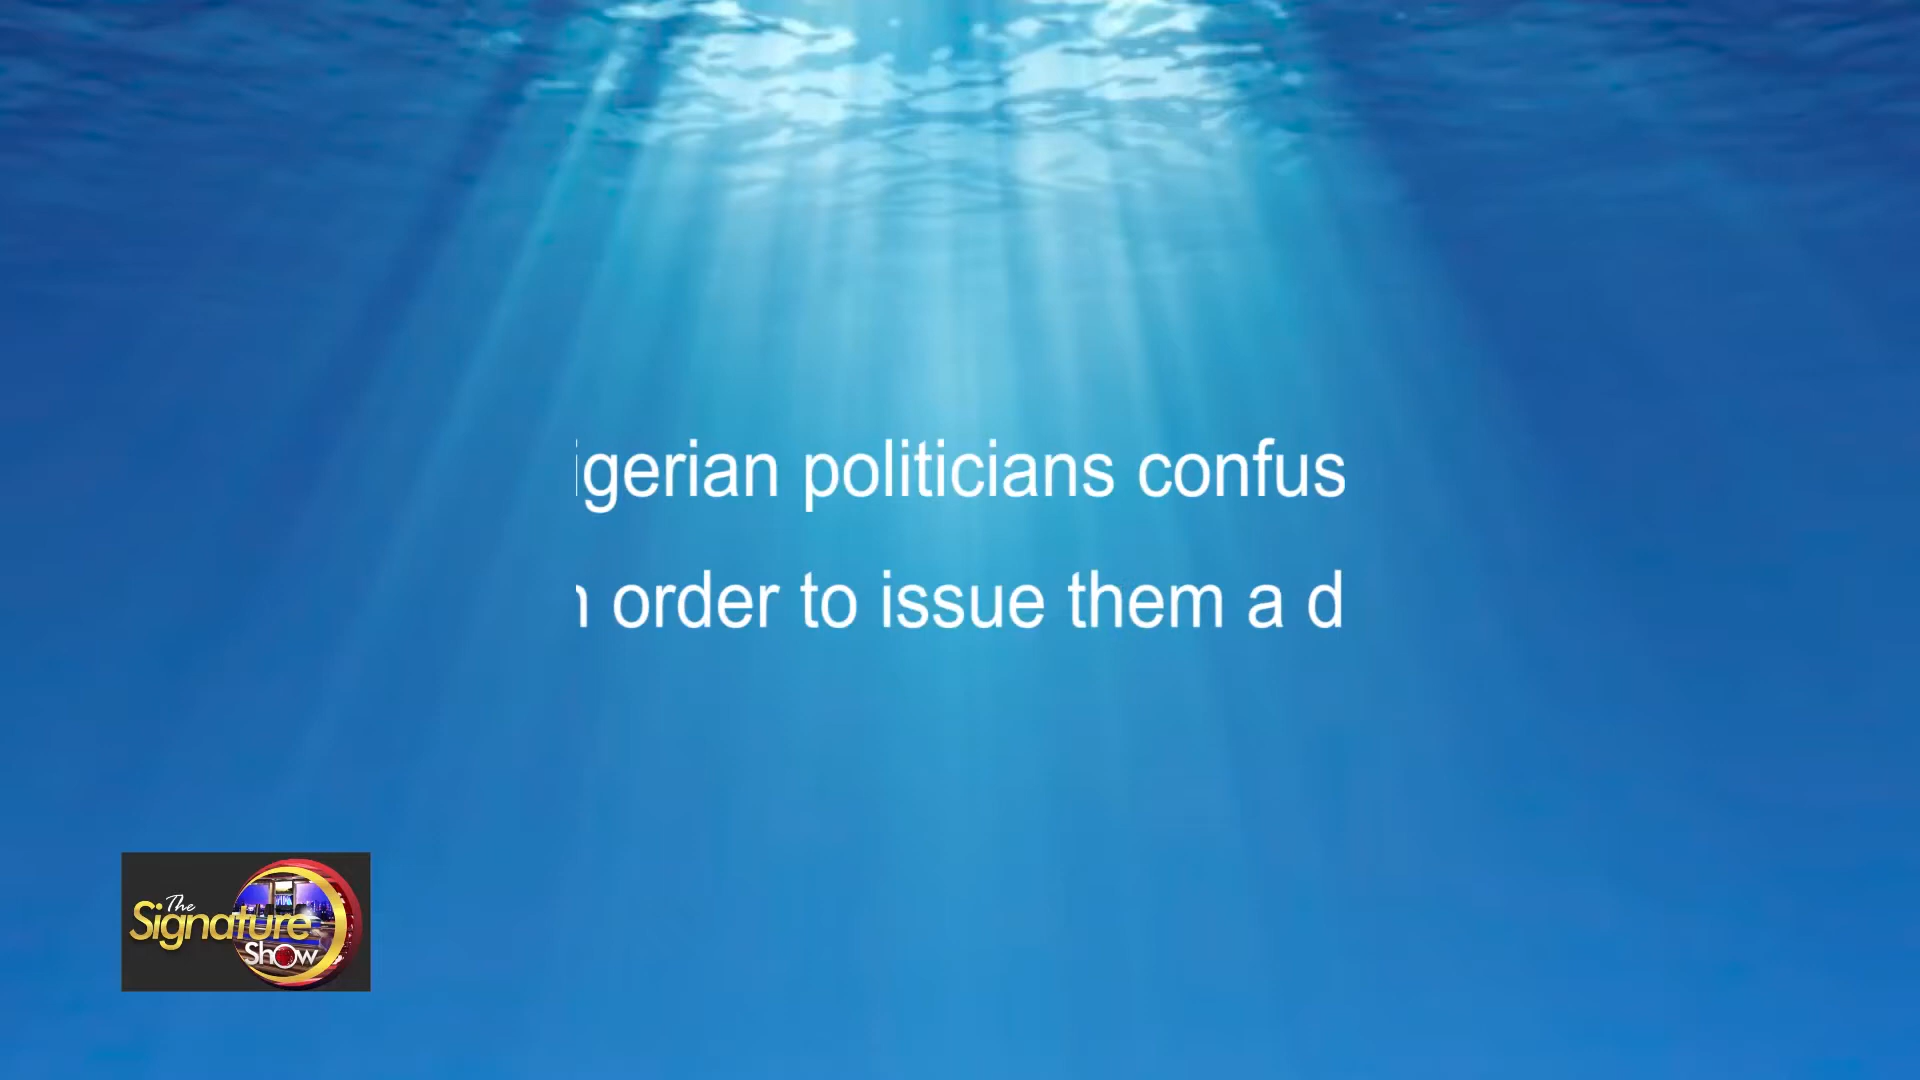 igerian politicians confus
order to issue them a d
The
Signature
Show